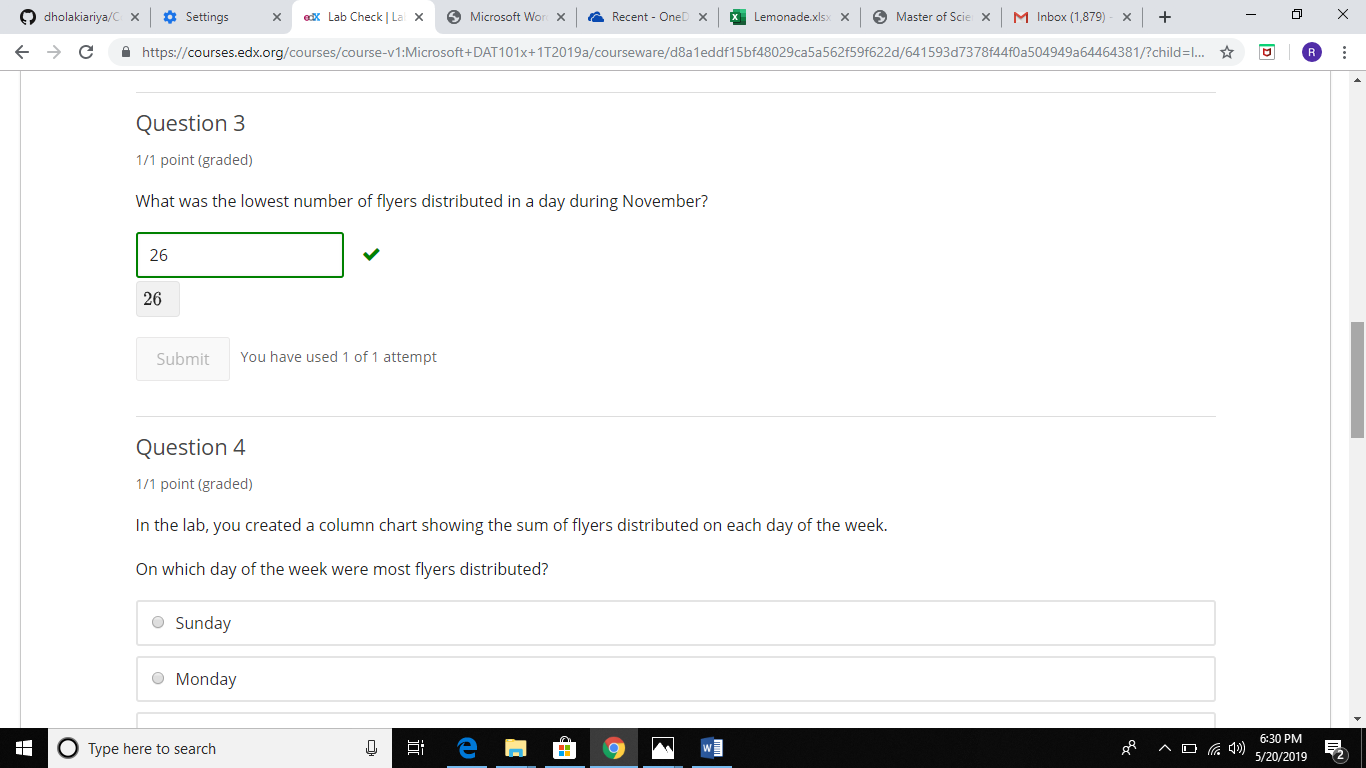 dholakiariya/C
Settings
edX Lab Check | La
Microsoft Wor
Recent - OneD
Lemonade.xlsx
Master of Scie
Inbox (1,879) -
https://courses.edx.org/courses/course-v1:Microsoft+DAT101x+1T2019a/courseware/d8a1eddf15bf48029ca5a562f59f622d/641593d7378f44f0a504949a64464381/?child=l...
R
Question 3
1/1 point (graded)
What was the lowest number of flyers distributed in a day during November?
26
26
Submit You have used 1 of 1 attempt
Question 4
1/1 point (graded)
In the lab, you created a column chart showing the sum of flyers distributed on each day of the week.
On which day of the week were most flyers distributed?
Sunday
Monday
Type here to search
6:30 PM
5/20/2019
2